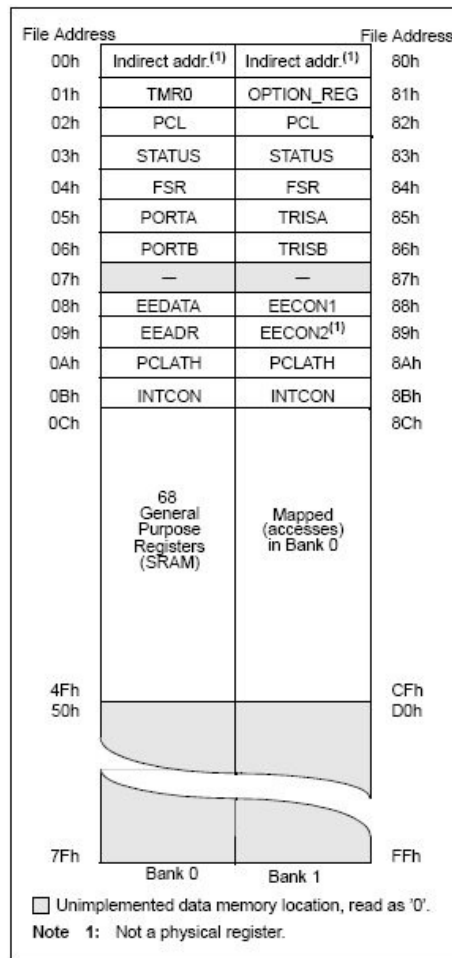 File Address File Address
00h Indirect addr.(1) Indirect addr.(1) 80h
01h TMR0 OPTION_REG 81h
02h PCL PCL 82h
03h STATUS STATUS 83h
04h FSR FSR 84h
05h PORTA TRISA 85h
06h PORTB TRISB 86h
07h — — 87h
08h EEDATA EECON1 88h
09h EEADR EECON2(1) 89h
0Ah PCLATH PCLATH 8Ah
0Bh INTCON INTCON 8Bh
0Ch 8Ch
68
General
Purpose
Registers
(SRAM)
Mapped
(accesses)
in Bank 0
4Fh CFh
50h D0h
7Fh FFh
Bank 0 Bank 1
Unimplemented data memory location, read as '0'.
Note 1: Not a physical register.